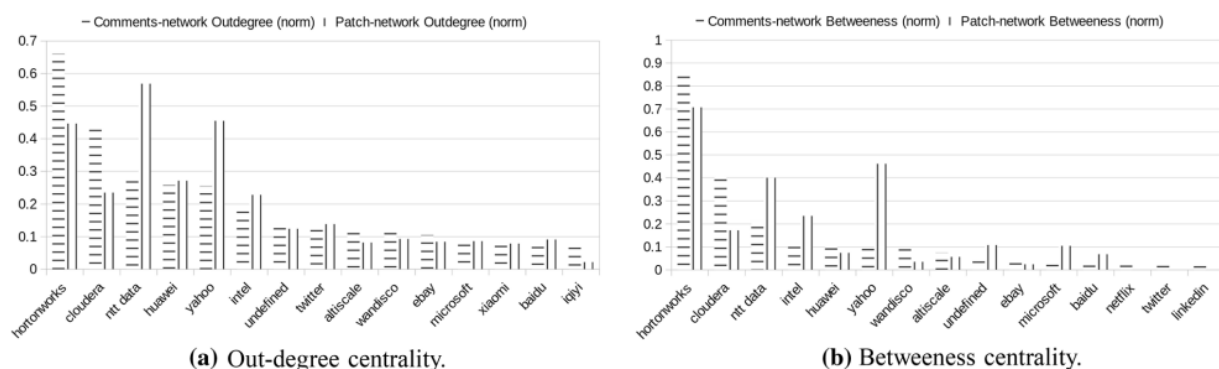 Comments-network Outdegree (norm) Patch-network Outdegree (norm)
0.7
0.6
0.5
0.4
0.3
0.2
0.1
0
hortonworks
cloudera
ntt data
huawei
yahoo
intel
undefined
twitter
altiscale
wandisco
ebay
microsoft
xiaomi
baidu
iqiyi
(a) Out-degree centrality.
Comments-network Betweeness (norm) Patch-network Betweeness (norm)
1
0.9
0.8
0.7
0.6
0.5
0.4
0.3
0.2
0.1
0
hortonworks
cloudera
ntt data
intel
huawei
yahoo
wandisco
altiscale
undefined
ebay
microsoft
baidu
netflix
twitter
linkedin
(b) Betweeness centrality.